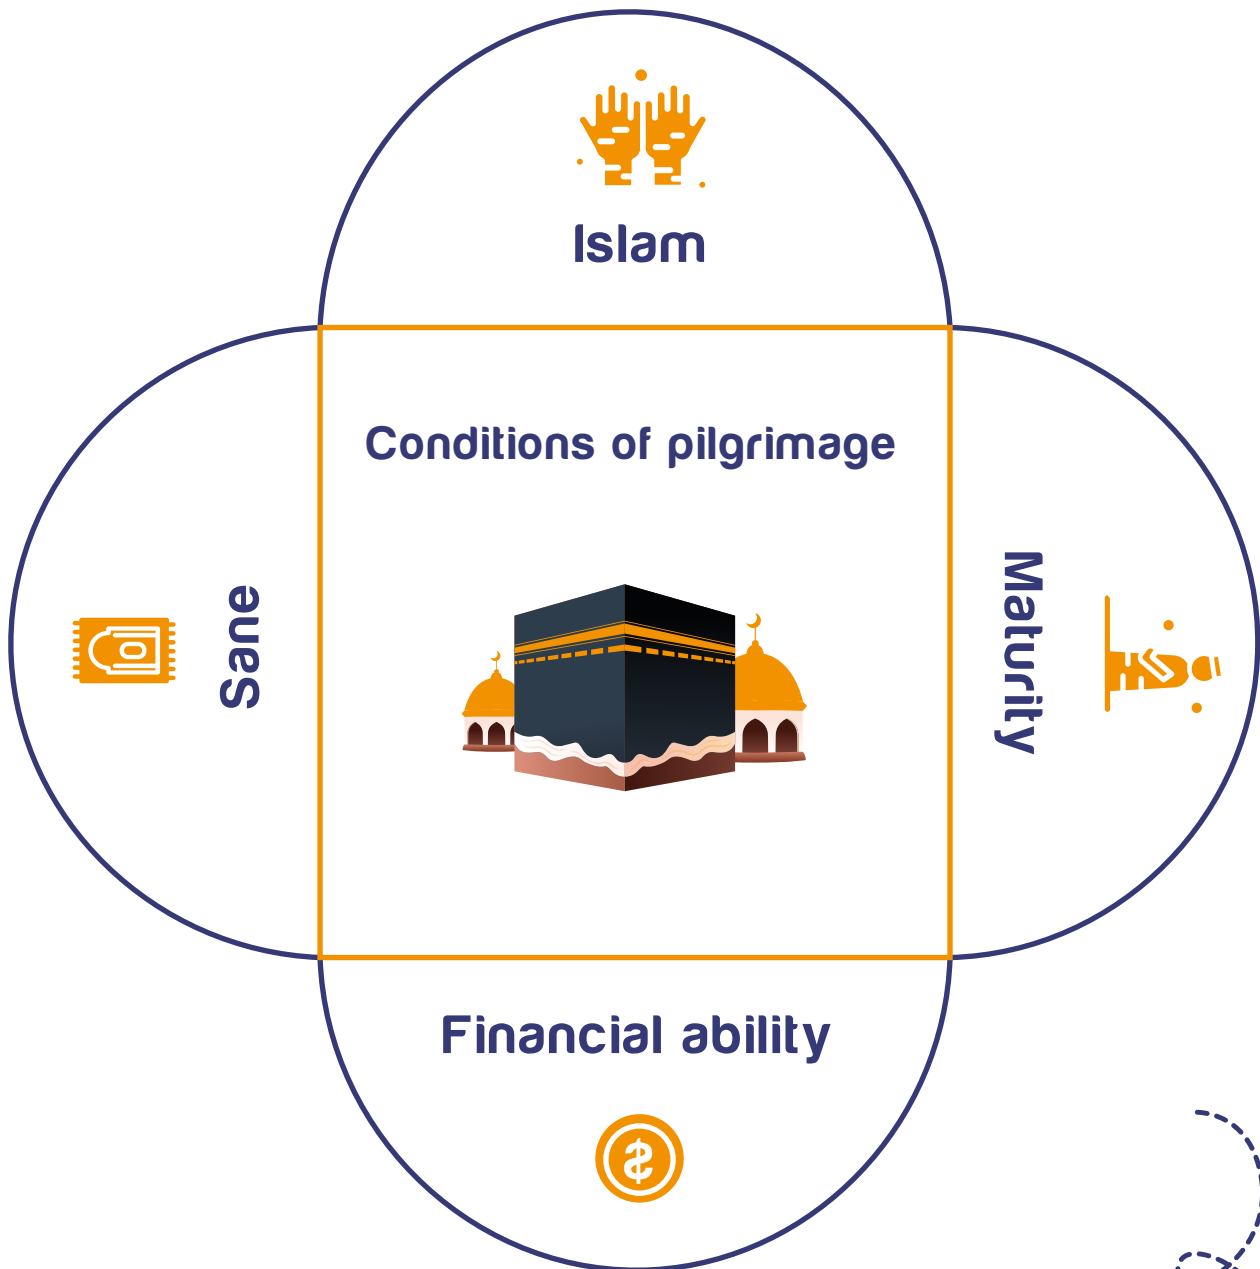 Islam
Conditions of pilgrimage
Sane
Maturity
Financial ability
$